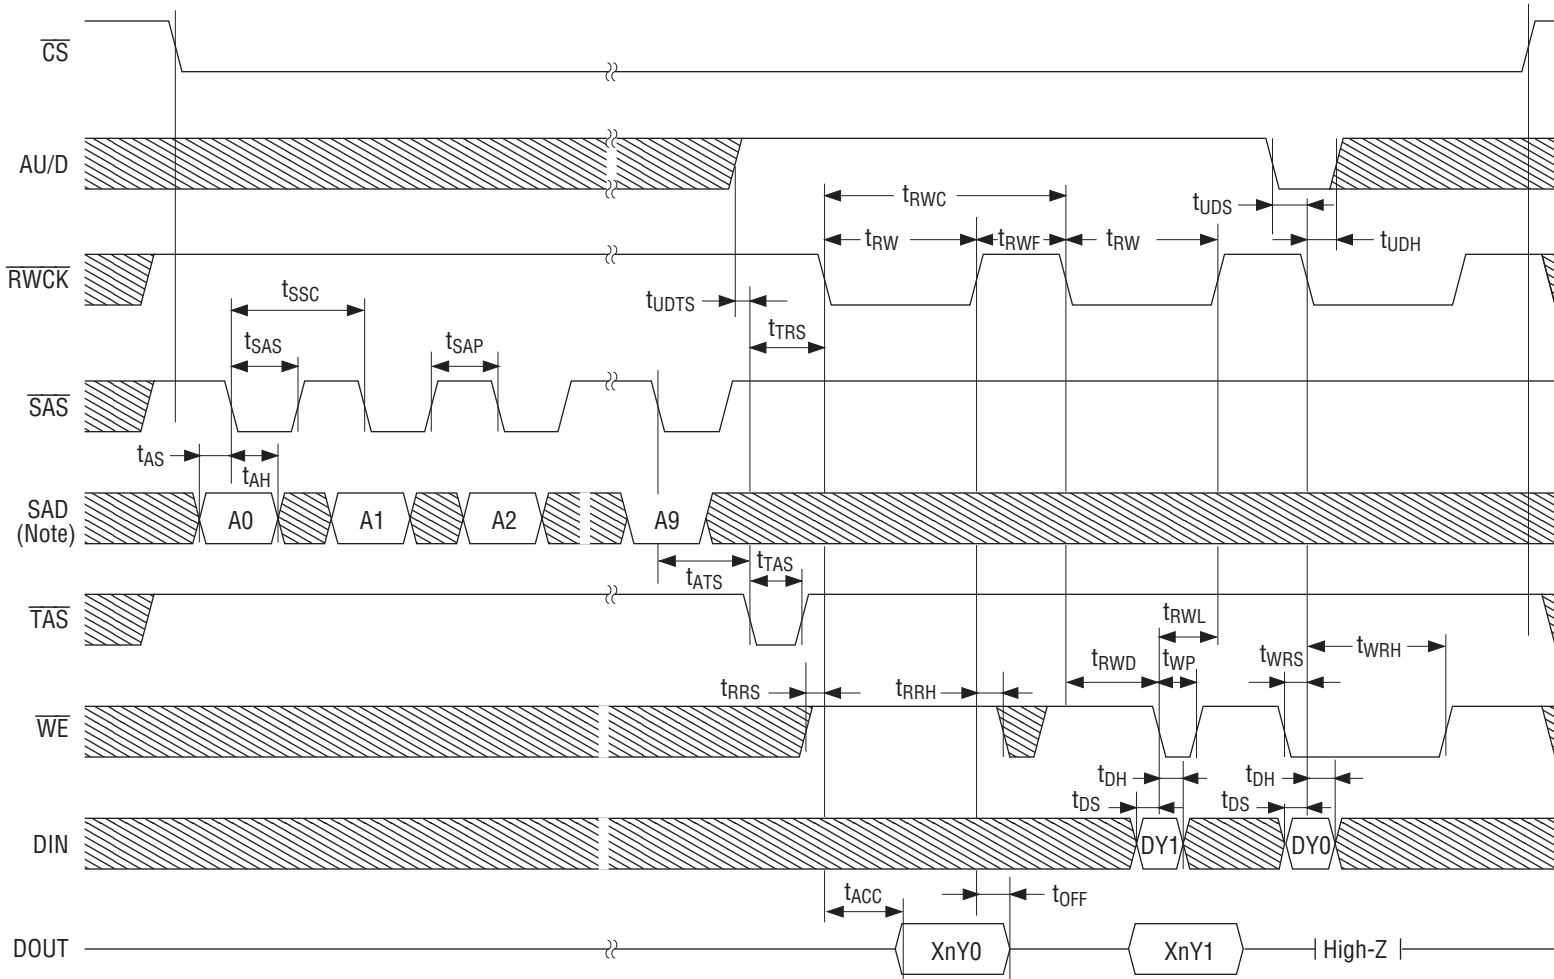 CS
AU/D
tRWC
tUDS
tRW
tRWF
tRW
tUDH
RWCK
tSSC
tUDTS
tTRS
tSAS
tSAP
SAS
tAS
tAH
SAD
(Note)
A0
A1
A2
A9
tATS
tTAS
TAS
tRWL
tRWD
tWP
tWRS
tWRH
tRRS
tRRH
WE
tDH
tDH
tDS
tDS
DIN
DY1
DY0
tACC
tOFF
DOUT
XnY0
XnY1
High-Z